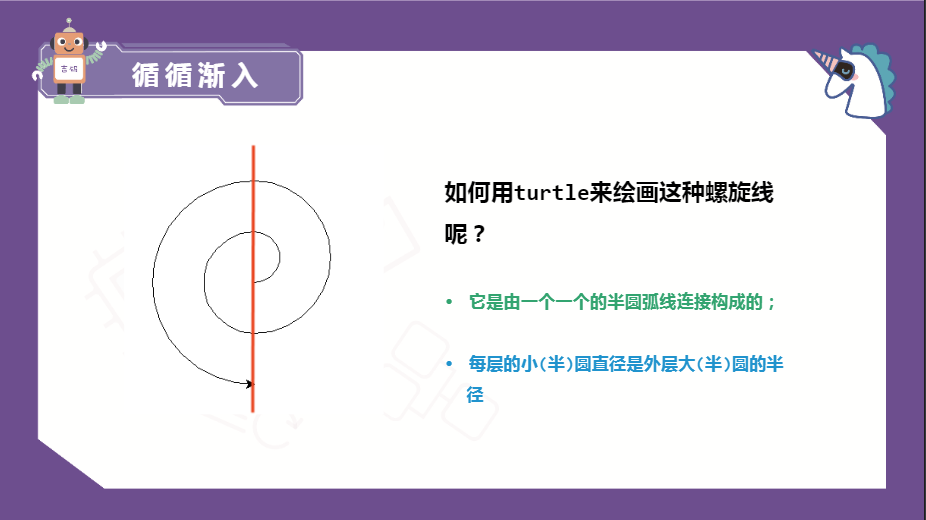 循循渐入
如何用turtle来绘画这种螺旋线
呢？
• 它是由一个一个的半圆弧线连接构成的；
• 每层的小(半)圆直径是外层大(半)圆的半
径